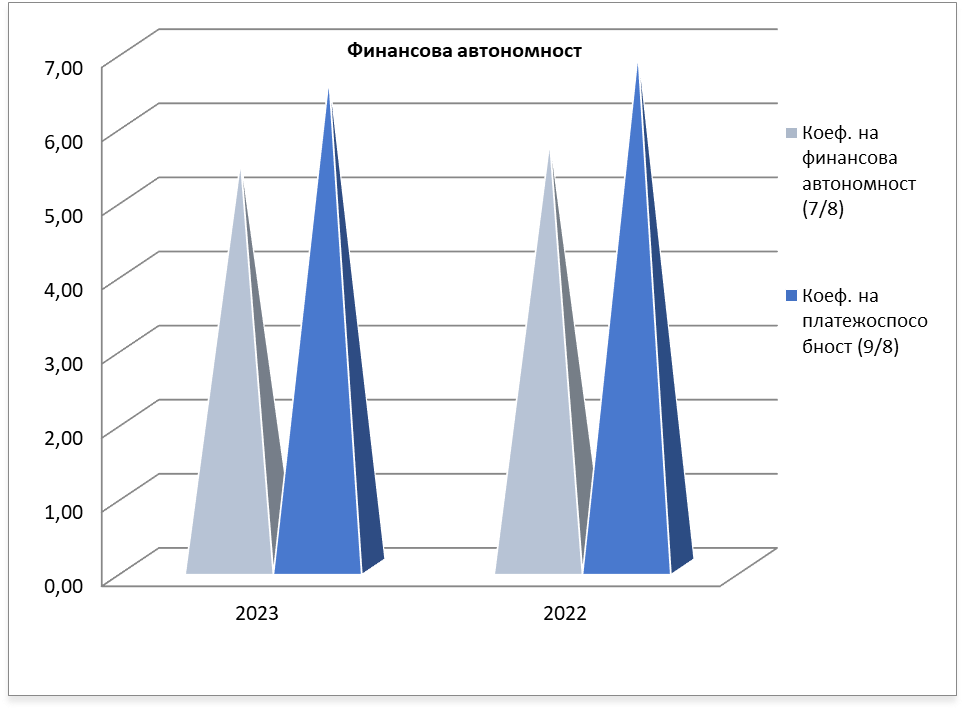 Финансова автономност
7,00
6,00
5,00
4,00
3,00
2,00
1,00
0,00
2023
2022
Коеф. на
финансова
автономност
(7/8)
Коеф. на
платежоспосо
бност (9/8)